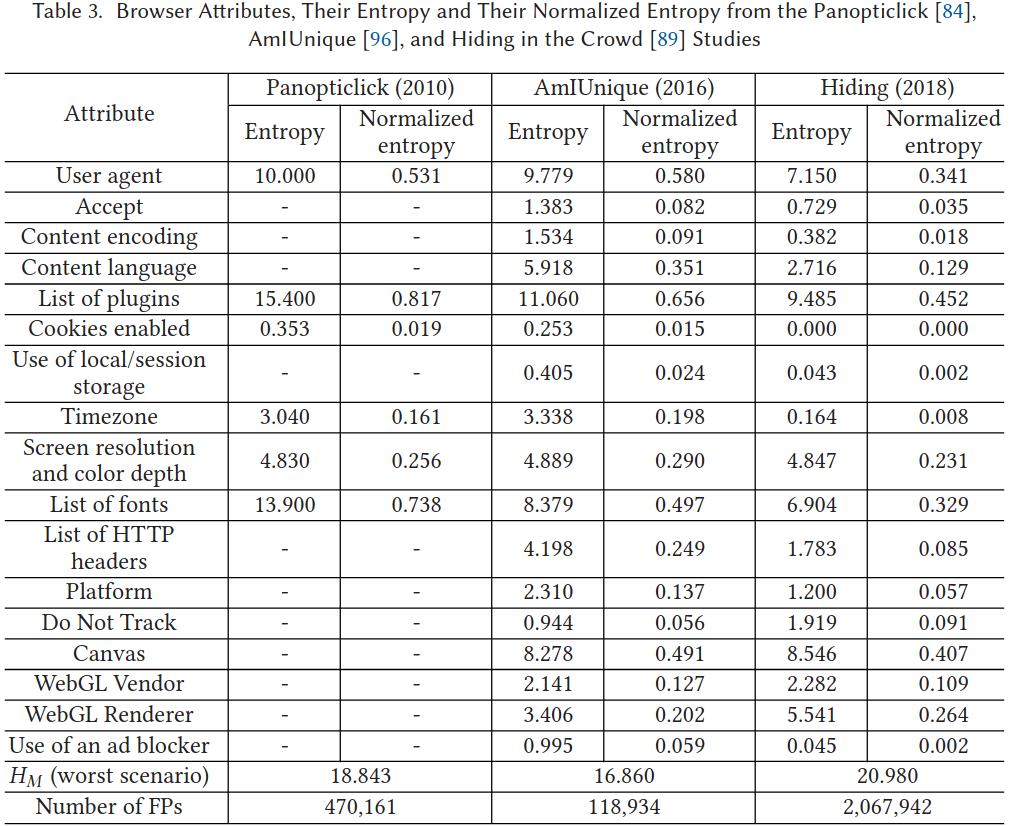 Table 3. Browser Attributes, Their Entropy and Their Normalized Entropy from the Panopticlick [84],
AmIUnique [96], and Hiding in the Crowd [89] Studies
Attribute Panopticlick (2010) AmIUnique (2016) Hiding (2018)
Entropy Normalized entropy Entropy Normalized entropy Entropy Normalized entropy
User agent 10.000 0.531 9.779 0.580 7.150 0.341
Accept - - 1.383 0.082 0.729 0.035
Content encoding - - 1.534 0.091 0.382 0.018
Content language - - 5.918 0.351 2.716 0.129
List of plugins 15.400 0.817 11.060 0.656 9.485 0.452
Cookies enabled 0.353 0.019 0.253 0.015 0.000 0.000
Use of local/session storage - - 0.405 0.024 0.043 0.002
Timezone 3.040 0.161 3.338 0.198 0.164 0.008
Screen resolution and color depth 4.830 0.256 4.889 0.290 4.847 0.231
List of fonts 13.900 0.738 8.379 0.497 6.904 0.329
List of HTTP headers - - 4.198 0.249 1.783 0.085
Platform - - 2.310 0.137 1.200 0.057
Do Not Track - - 0.944 0.056 1.919 0.091
Canvas - - 8.278 0.491 8.546 0.407
WebGL Vendor - - 2.141 0.127 2.282 0.109
WebGL Renderer - - 3.406 0.202 5.541 0.264
Use of an ad blocker - - 0.995 0.059 0.045 0.002
H_M (worst scenario) 18.843 16.860 20.980
Number of FPs 470,161 118,934 2,067,942